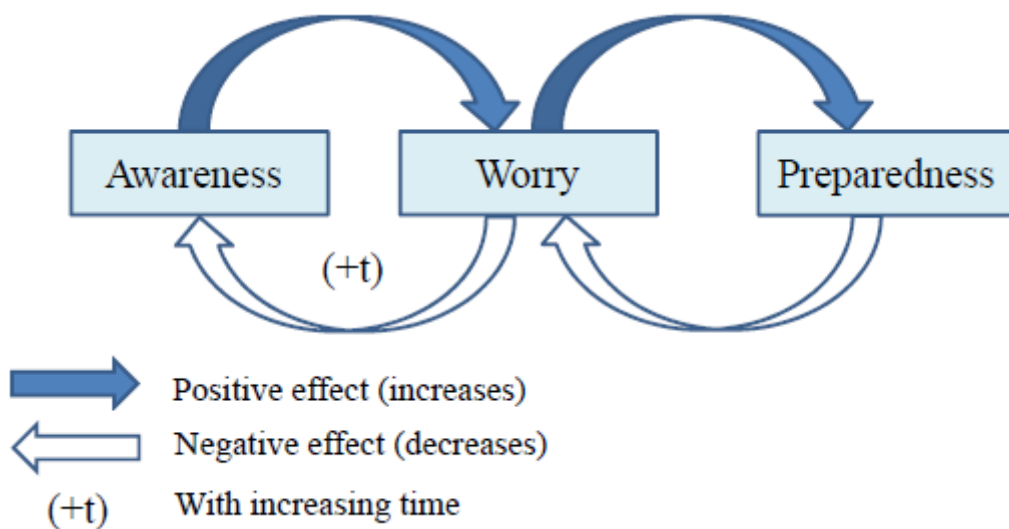 Awareness Worry Preparedness
(+t)
Positive effect (increases)
Negative effect (decreases)
(+t) With increasing time